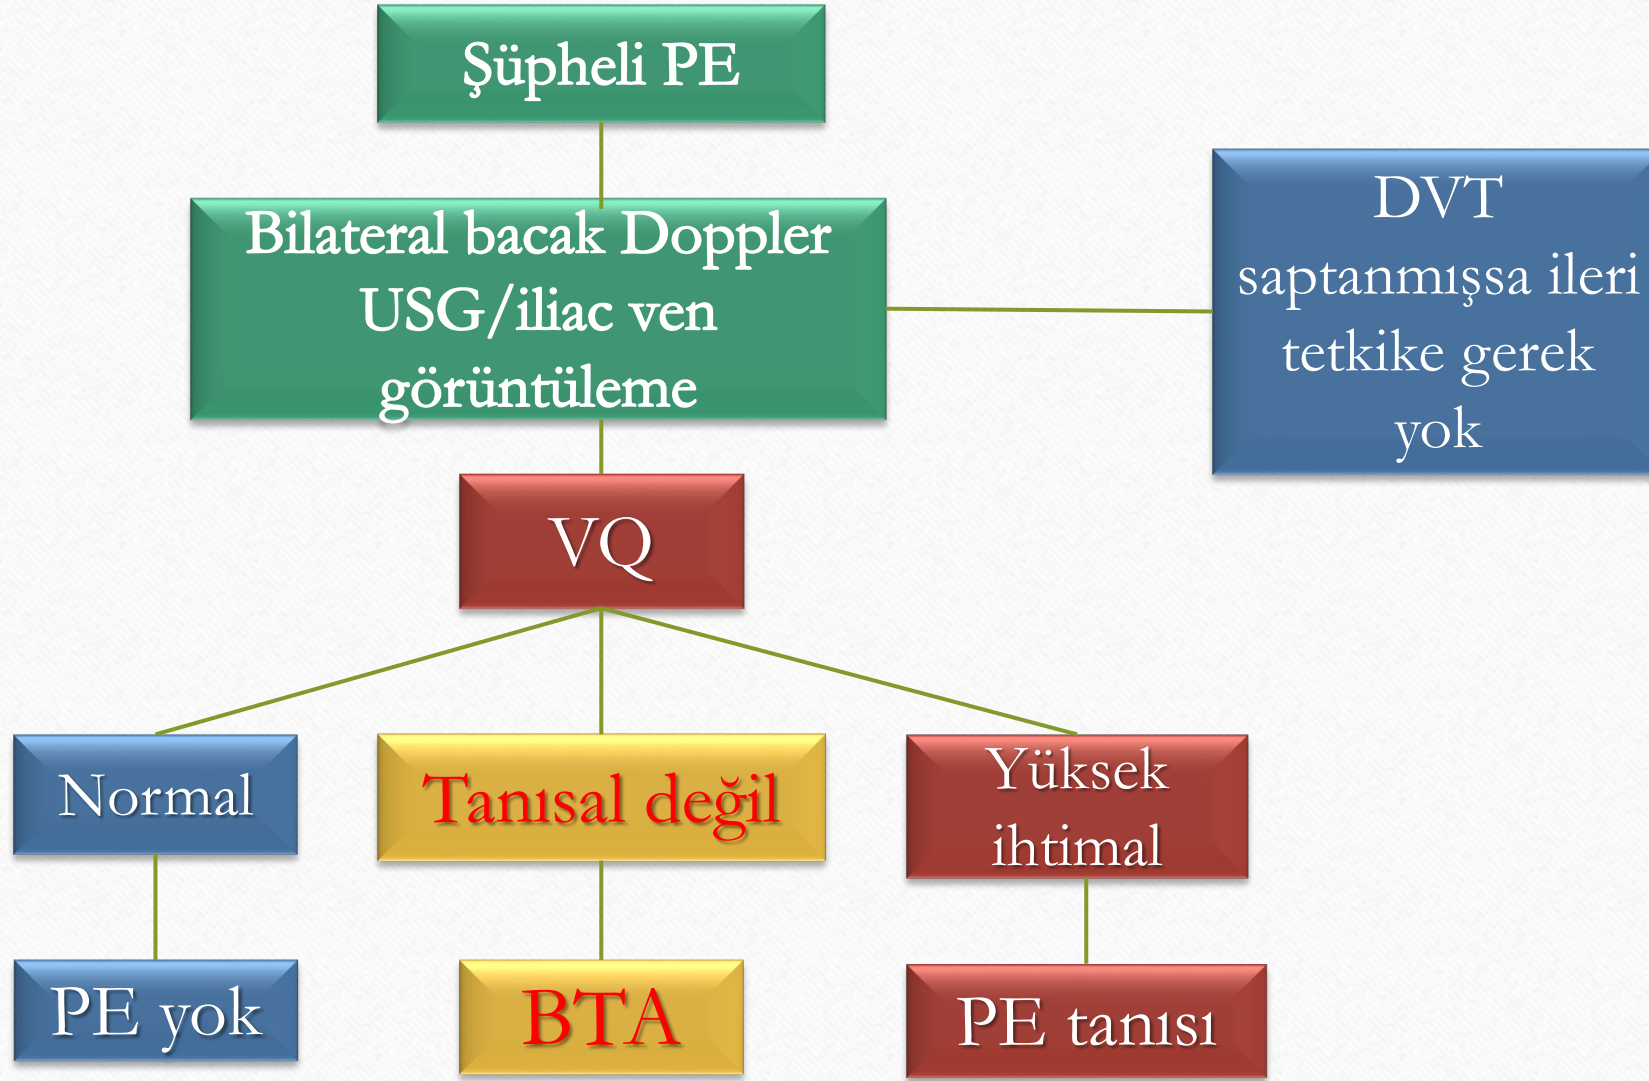 Şüpheli PE
Bilateral bacak Doppler
USG/iliac ven
görüntüleme
DVT
saptanmışsa ileri
tetkike gerek
yok
VQ
Normal
Tanısal değil
Yüksek
ihtimal
PE yok
BTA
PE tanısı